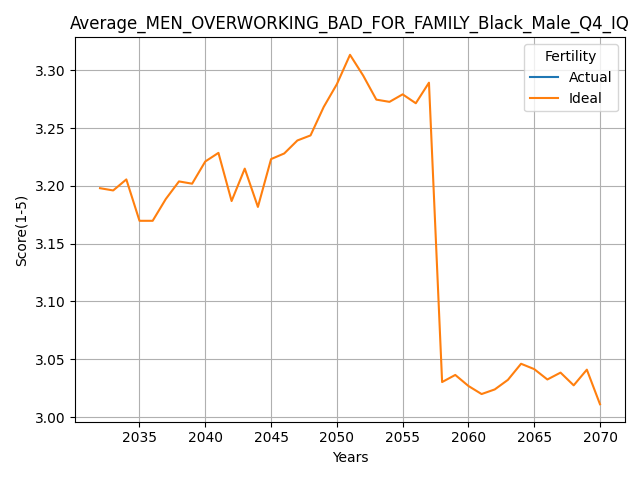 Average_MEN_OVERWORKING_BAD_FOR_FAMILY_Black_Male_Q4_IQ
Fertility
Actual
Ideal
Score(1-5)
3.30
3.25
3.20
3.15
3.10
3.05
3.00
2035 2040 2045 2050 2055 2060 2065 2070
Years